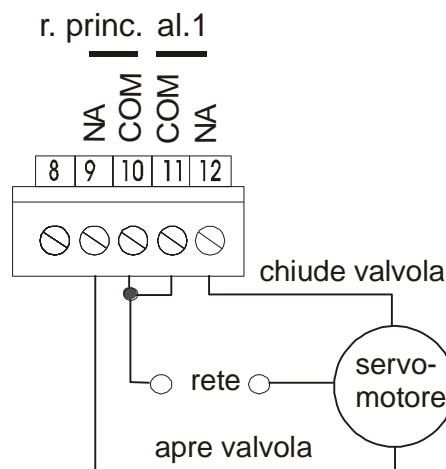 r. princ. al.1
NA COM COM NA
8 9 10 11 12
chiude valvola
servo-
motore
rete
apre valvola